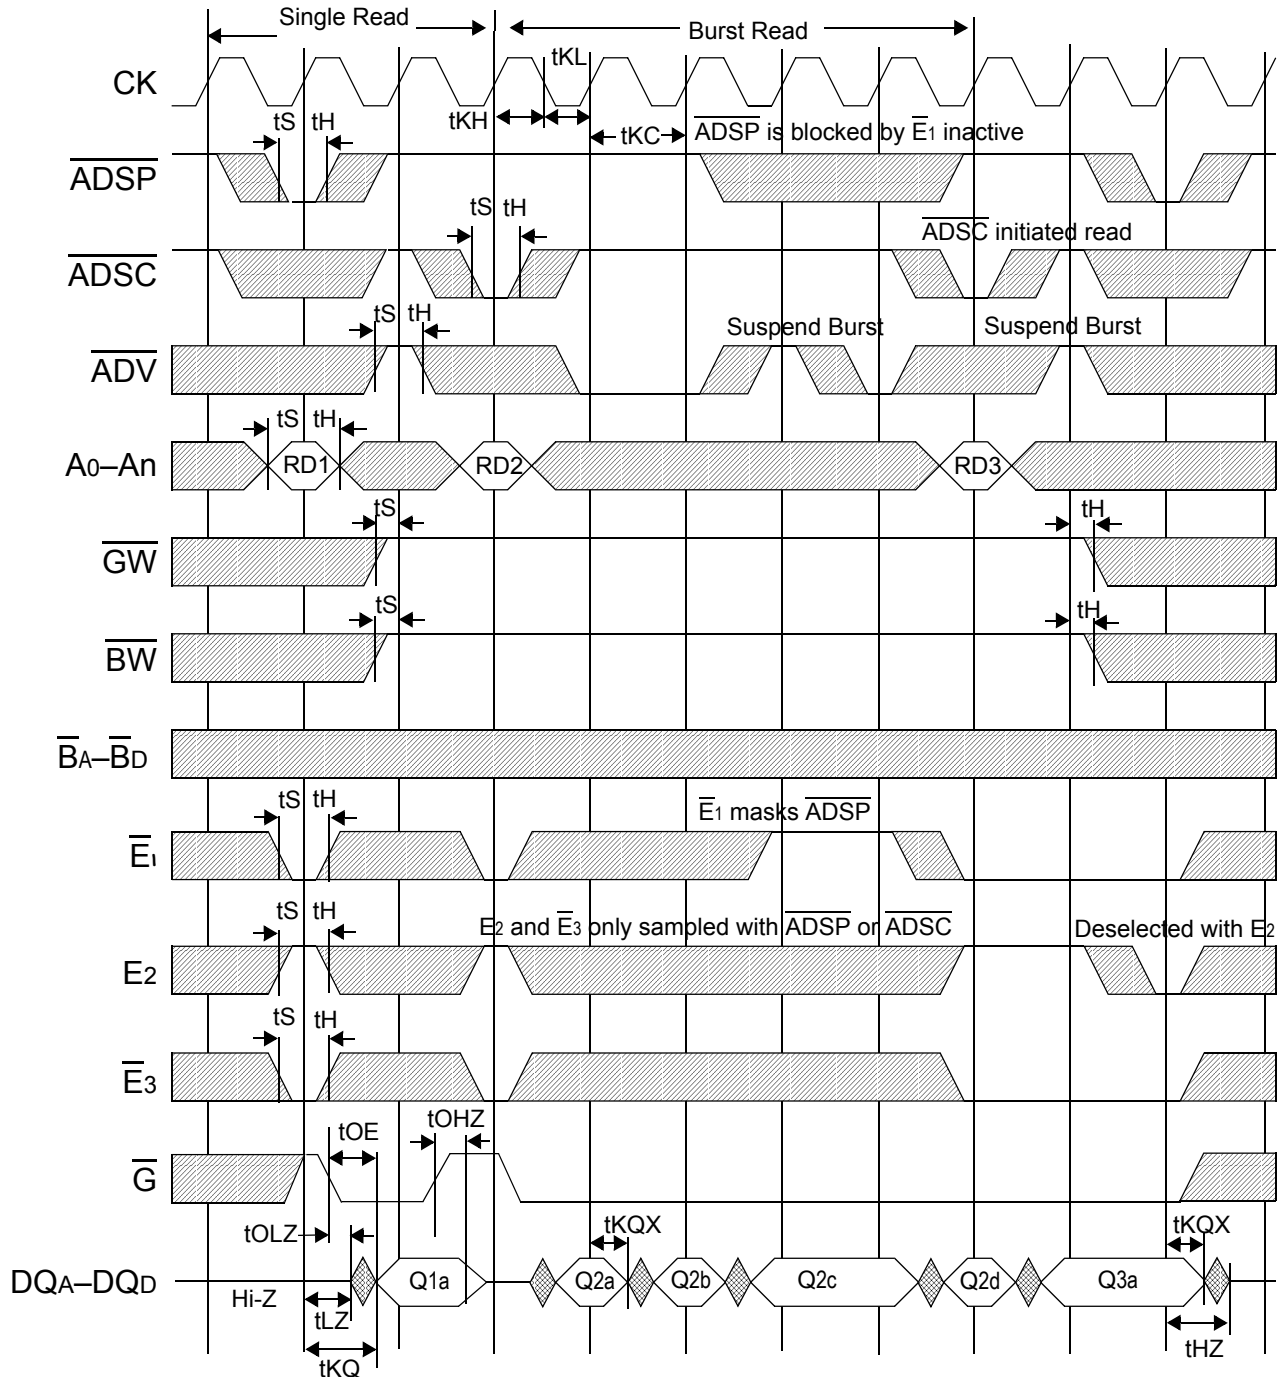 Single Read
Burst Read
CK
tKL
tKH
tKC
ADSP is blocked by E1 inactive
tS tH
ADSP
tS tH
ADSC initiated read
ADSC
tS tH
Suspend Burst
Suspend Burst
ADV
tS tH
A0–An
RD1
RD2
RD3
tS
tH
GW
tS
tH
BW
BA–BD
tS tH
E1 masks ADSP
E1
tS tH
E2 and E3 only sampled with ADSP or ADSC
Deselected with E2
E2
tS tH
E3
tOHZ
tOE
G
tOLZ
tKQX
tKQX
DQA–DQD
Q1a
Q2a
Q2b
Q2c
Q2d
Q3a
Hi-Z
tLZ
tHZ
tKQ